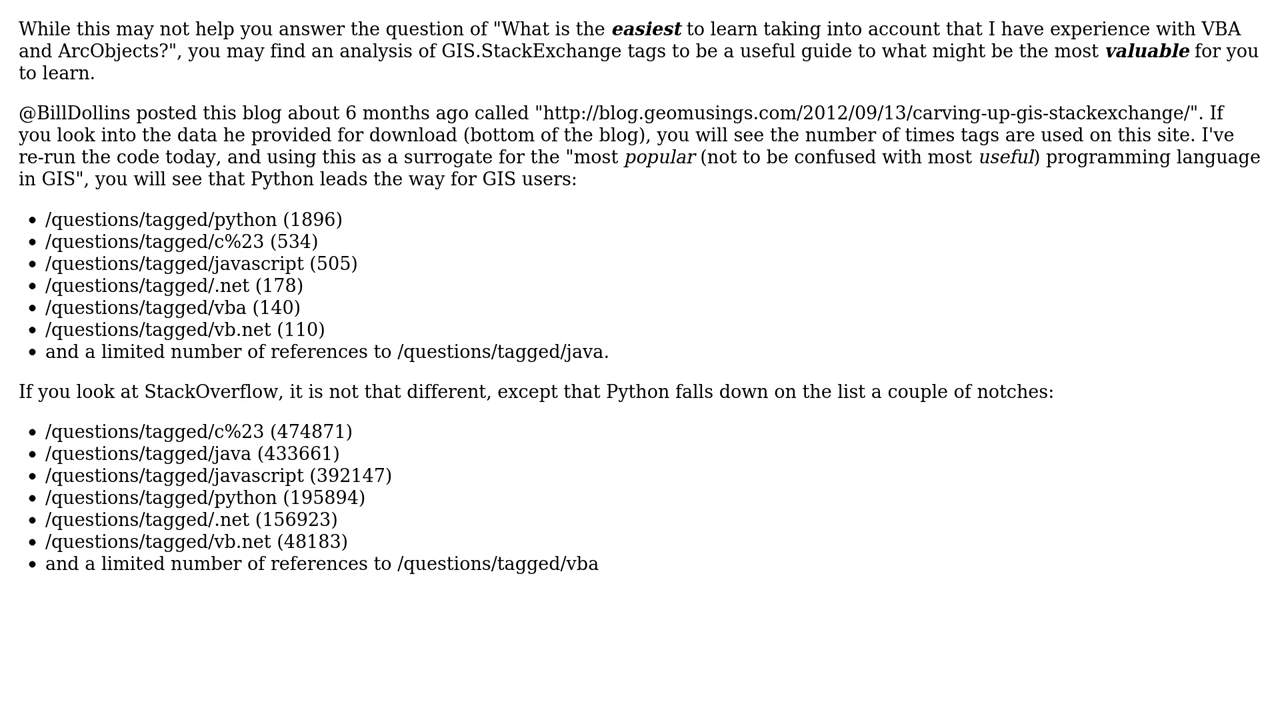 While this may not help you answer the question of "What is the easiest to learn taking into account that I have experience with VBA
and ArcObjects?", you may find an analysis of GIS.StackExchange tags to be a useful guide to what might be the most valuable for you
to learn.
@BillDollins posted this blog about 6 months ago called "http://blog.geomusings.com/2012/09/13/carving-up-gis-stackexchange/". If
you look into the data he provided for download (bottom of the blog), you will see the number of times tags are used on this site. I've
re-run the code today, and using this as a surrogate for the "most popular (not to be confused with most useful) programming language
in GIS", you will see that Python leads the way for GIS users:
• /questions/tagged/python (1896)
• /questions/tagged/c%23 (534)
• /questions/tagged/javascript (505)
• /questions/tagged/.net (178)
• /questions/tagged/vba (140)
• /questions/tagged/vb.net (110)
• and a limited number of references to /questions/tagged/java.
If you look at StackOverflow, it is not that different, except that Python falls down on the list a couple of notches:
• /questions/tagged/c%23 (474871)
• /questions/tagged/java (433661)
• /questions/tagged/javascript (392147)
• /questions/tagged/python (195894)
• /questions/tagged/.net (156923)
• /questions/tagged/vb.net (48183)
• and a limited number of references to /questions/tagged/vba